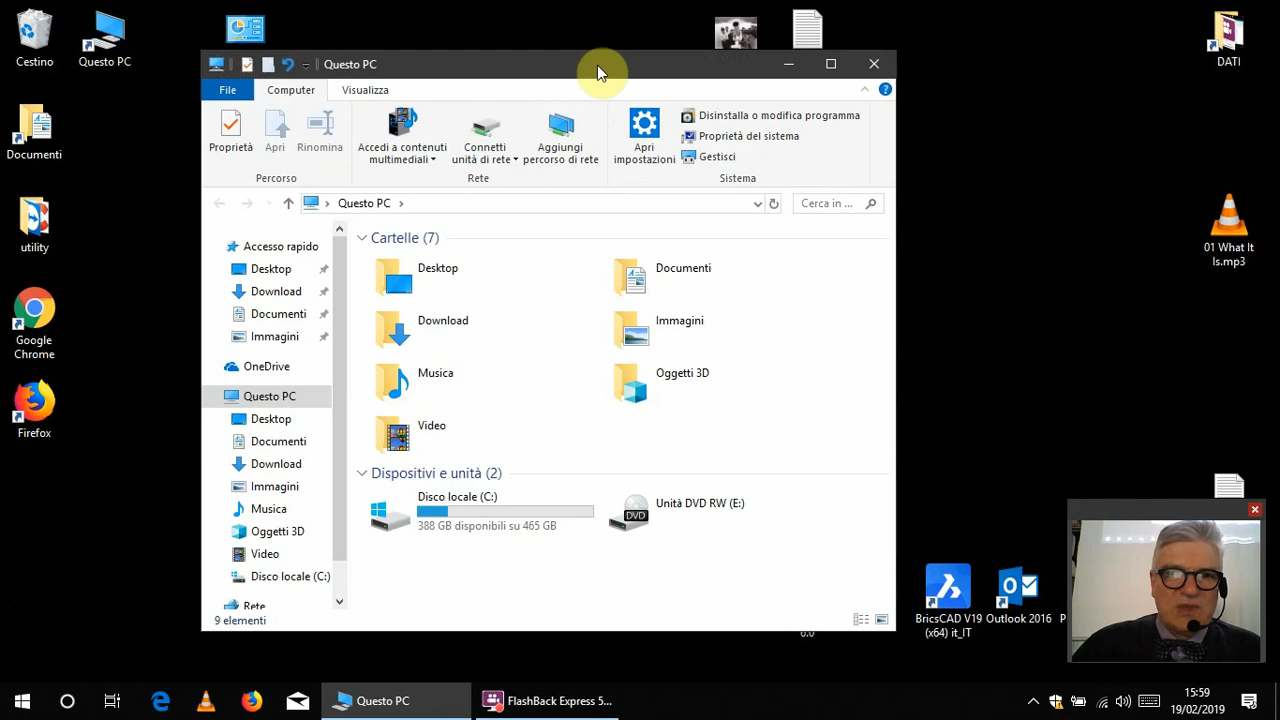 Cestino
Questo PC
DATI
Questo PC
File
Computer
Visualizza
Documenti
Proprietà
Apri
Rinomina
Percorso
Accedi a contenuti
multimediali
Connetti
unità di rete
Aggiungi
percorso di rete
Rete
Apri
impostazioni
Disinstalla o modifica programma
Proprietà del sistema
Gestisci
Sistema
Questo PC
Cerca in ...
utility
01 What It
Is.mp3
Google
Chrome
Firefox
Accesso rapido
Desktop
Download
Documenti
Immagini
OneDrive
Questo PC
Desktop
Documenti
Download
Immagini
Musica
Oggetti 3D
Video
Disco locale (C:)
Rete
Cartelle (7)
Desktop
Documenti
Download
Immagini
Musica
Oggetti 3D
Video
Dispositivi e unità (2)
Disco locale (C:)
388 GB disponibili su 465 GB
DVD
Unità DVD RW (E:)
9 elementi
6.0
BricsCAD V19
(x64) it_IT
Outlook 2016
P
Questo PC
FlashBack Express 5...
15:59
19/02/2019